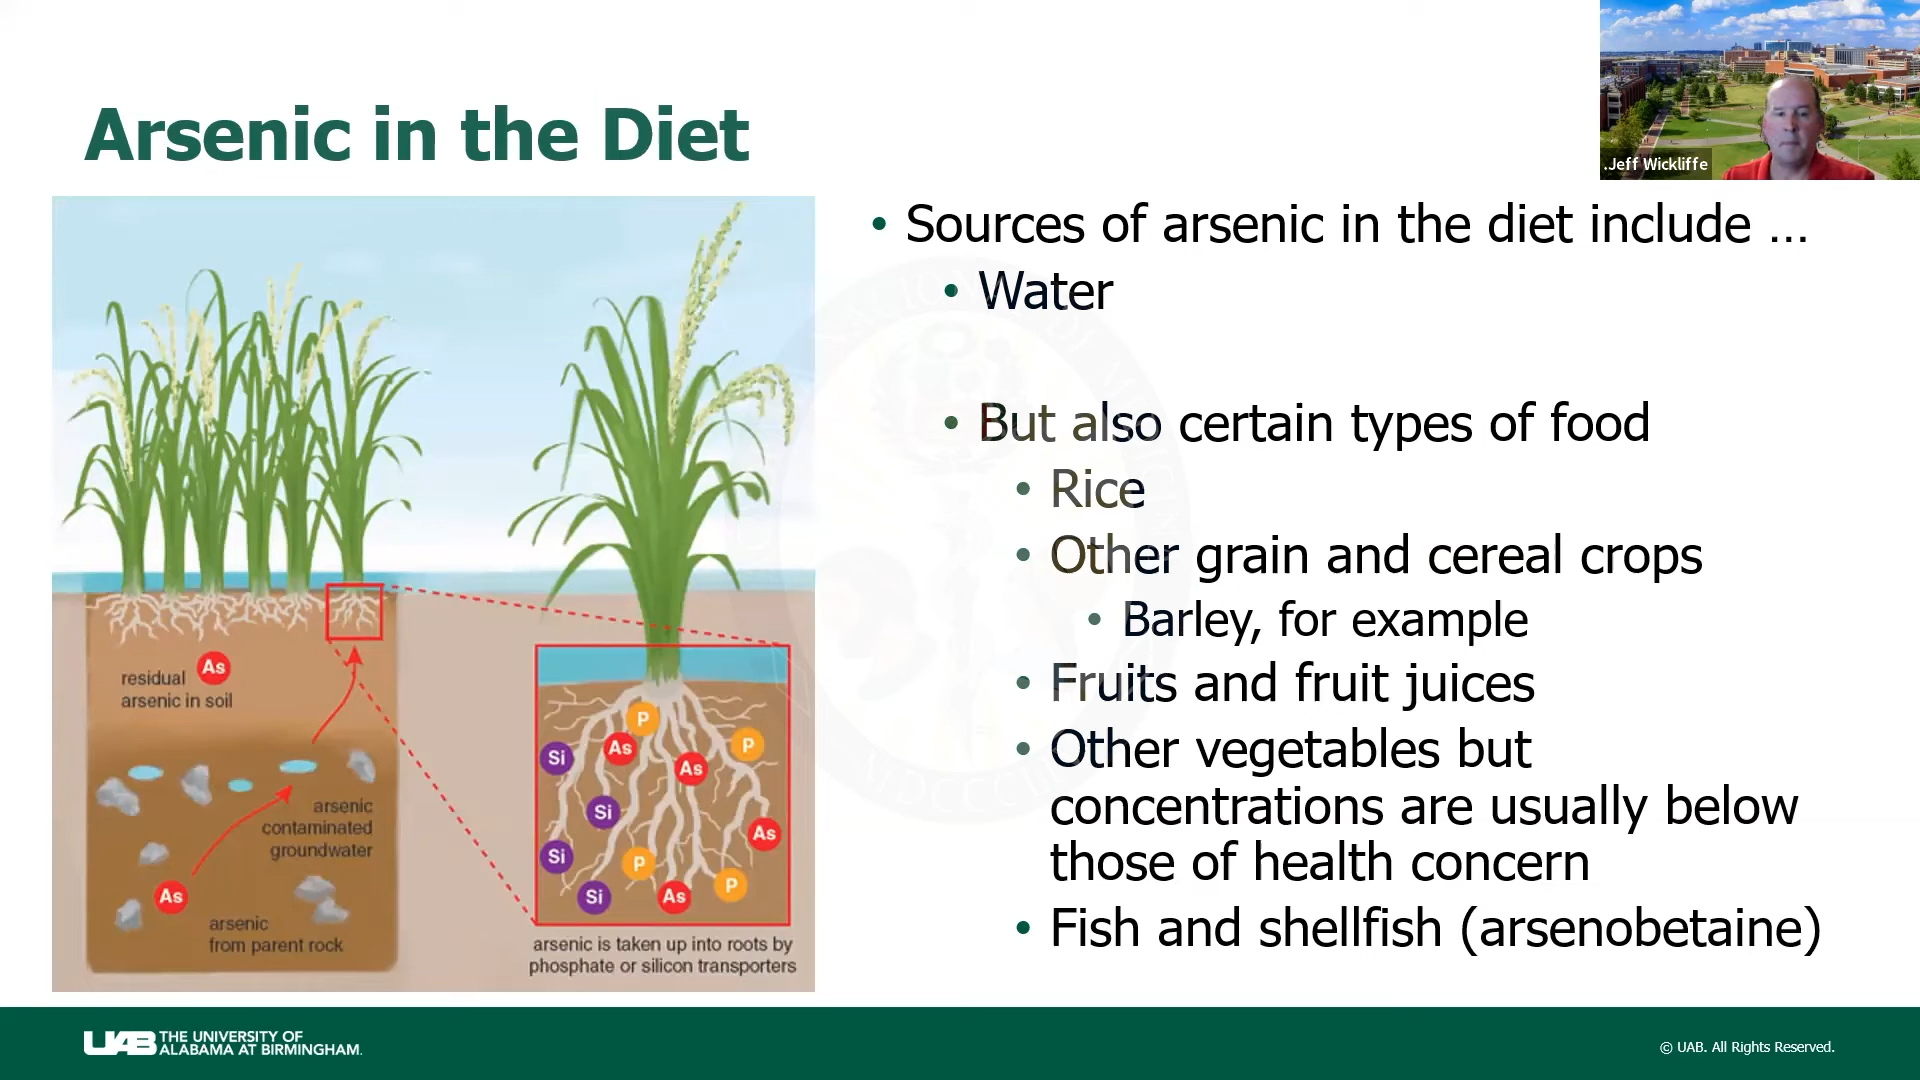 .Jeff Wickliffe
Arsenic in the Diet
• Sources of arsenic in the diet include ...
• Water
• But also certain types of food
• Rice
• Other grain and cereal crops
• Barley, for example
• Fruits and fruit juices
• Other vegetables but
concentrations are usually below
those of health concern
• Fish and shellfish (arsenobetaine)
residual As
arsenic in soil
arsenic
contaminated
groundwater
As
arsenic
from parent rock
P
Si
As
P
As
Si
As
Si
P
Si
As
P
arsenic is taken up into roots by
phosphate or silicon transporters
UAB THE UNIVERSITY OF
ALABAMA AT BIRMINGHAM.
© UAB. All Rights Reserved.